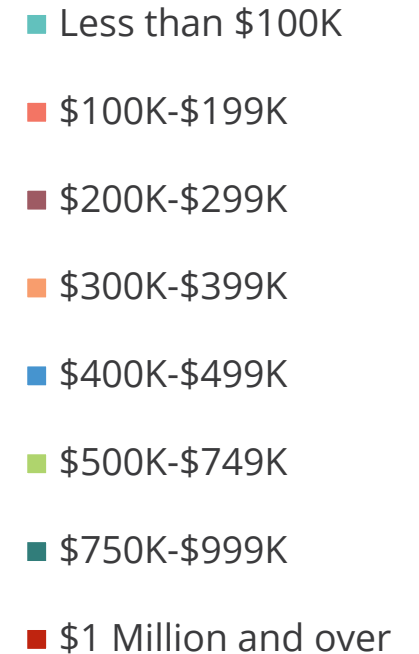 Less than $100K
$100K-$199K
$200K-$299K
$300K-$399K
$400K-$499K
$500K-$749K
$750K-$999K
$1 Million and over